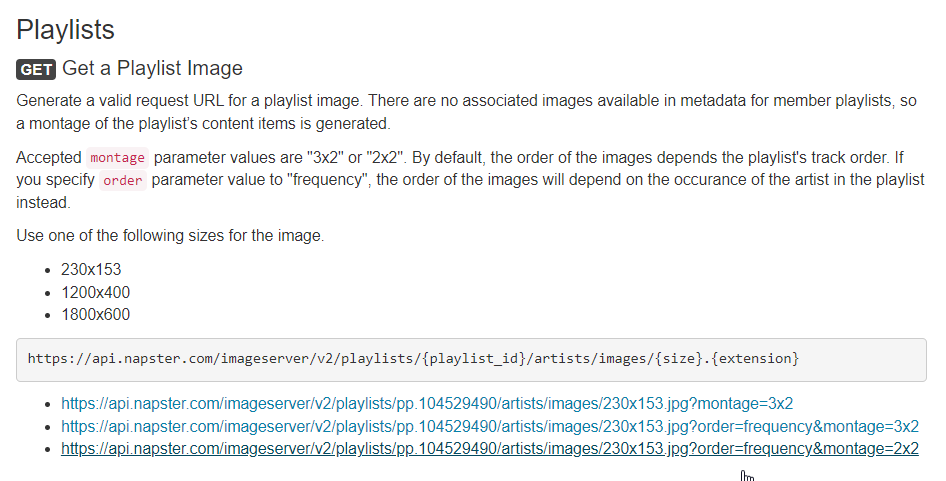 Playlists
GET Get a Playlist Image
Generate a valid request URL for a playlist image. There are no associated images available in metadata for member playlists, so
a montage of the playlist’s content items is generated.
Accepted montage parameter values are "3x2" or "2x2". By default, the order of the images depends the playlist's track order. If
you specify order parameter value to "frequency", the order of the images will depend on the occurance of the artist in the playlist
instead.
Use one of the following sizes for the image.
• 230x153
• 1200x400
• 1800x600
https://api.napster.com/imageserver/v2/playlists/{playlist_id}/artists/images/{size}.{extension}
• https://api.napster.com/imageserver/v2/playlists/pp.104529490/artists/images/230x153.jpg?montage=3x2
• https://api.napster.com/imageserver/v2/playlists/pp.104529490/artists/images/230x153.jpg?order=frequency&montage=3x2
• https://api.napster.com/imageserver/v2/playlists/pp.104529490/artists/images/230x153.jpg?order=frequency&montage=2x2